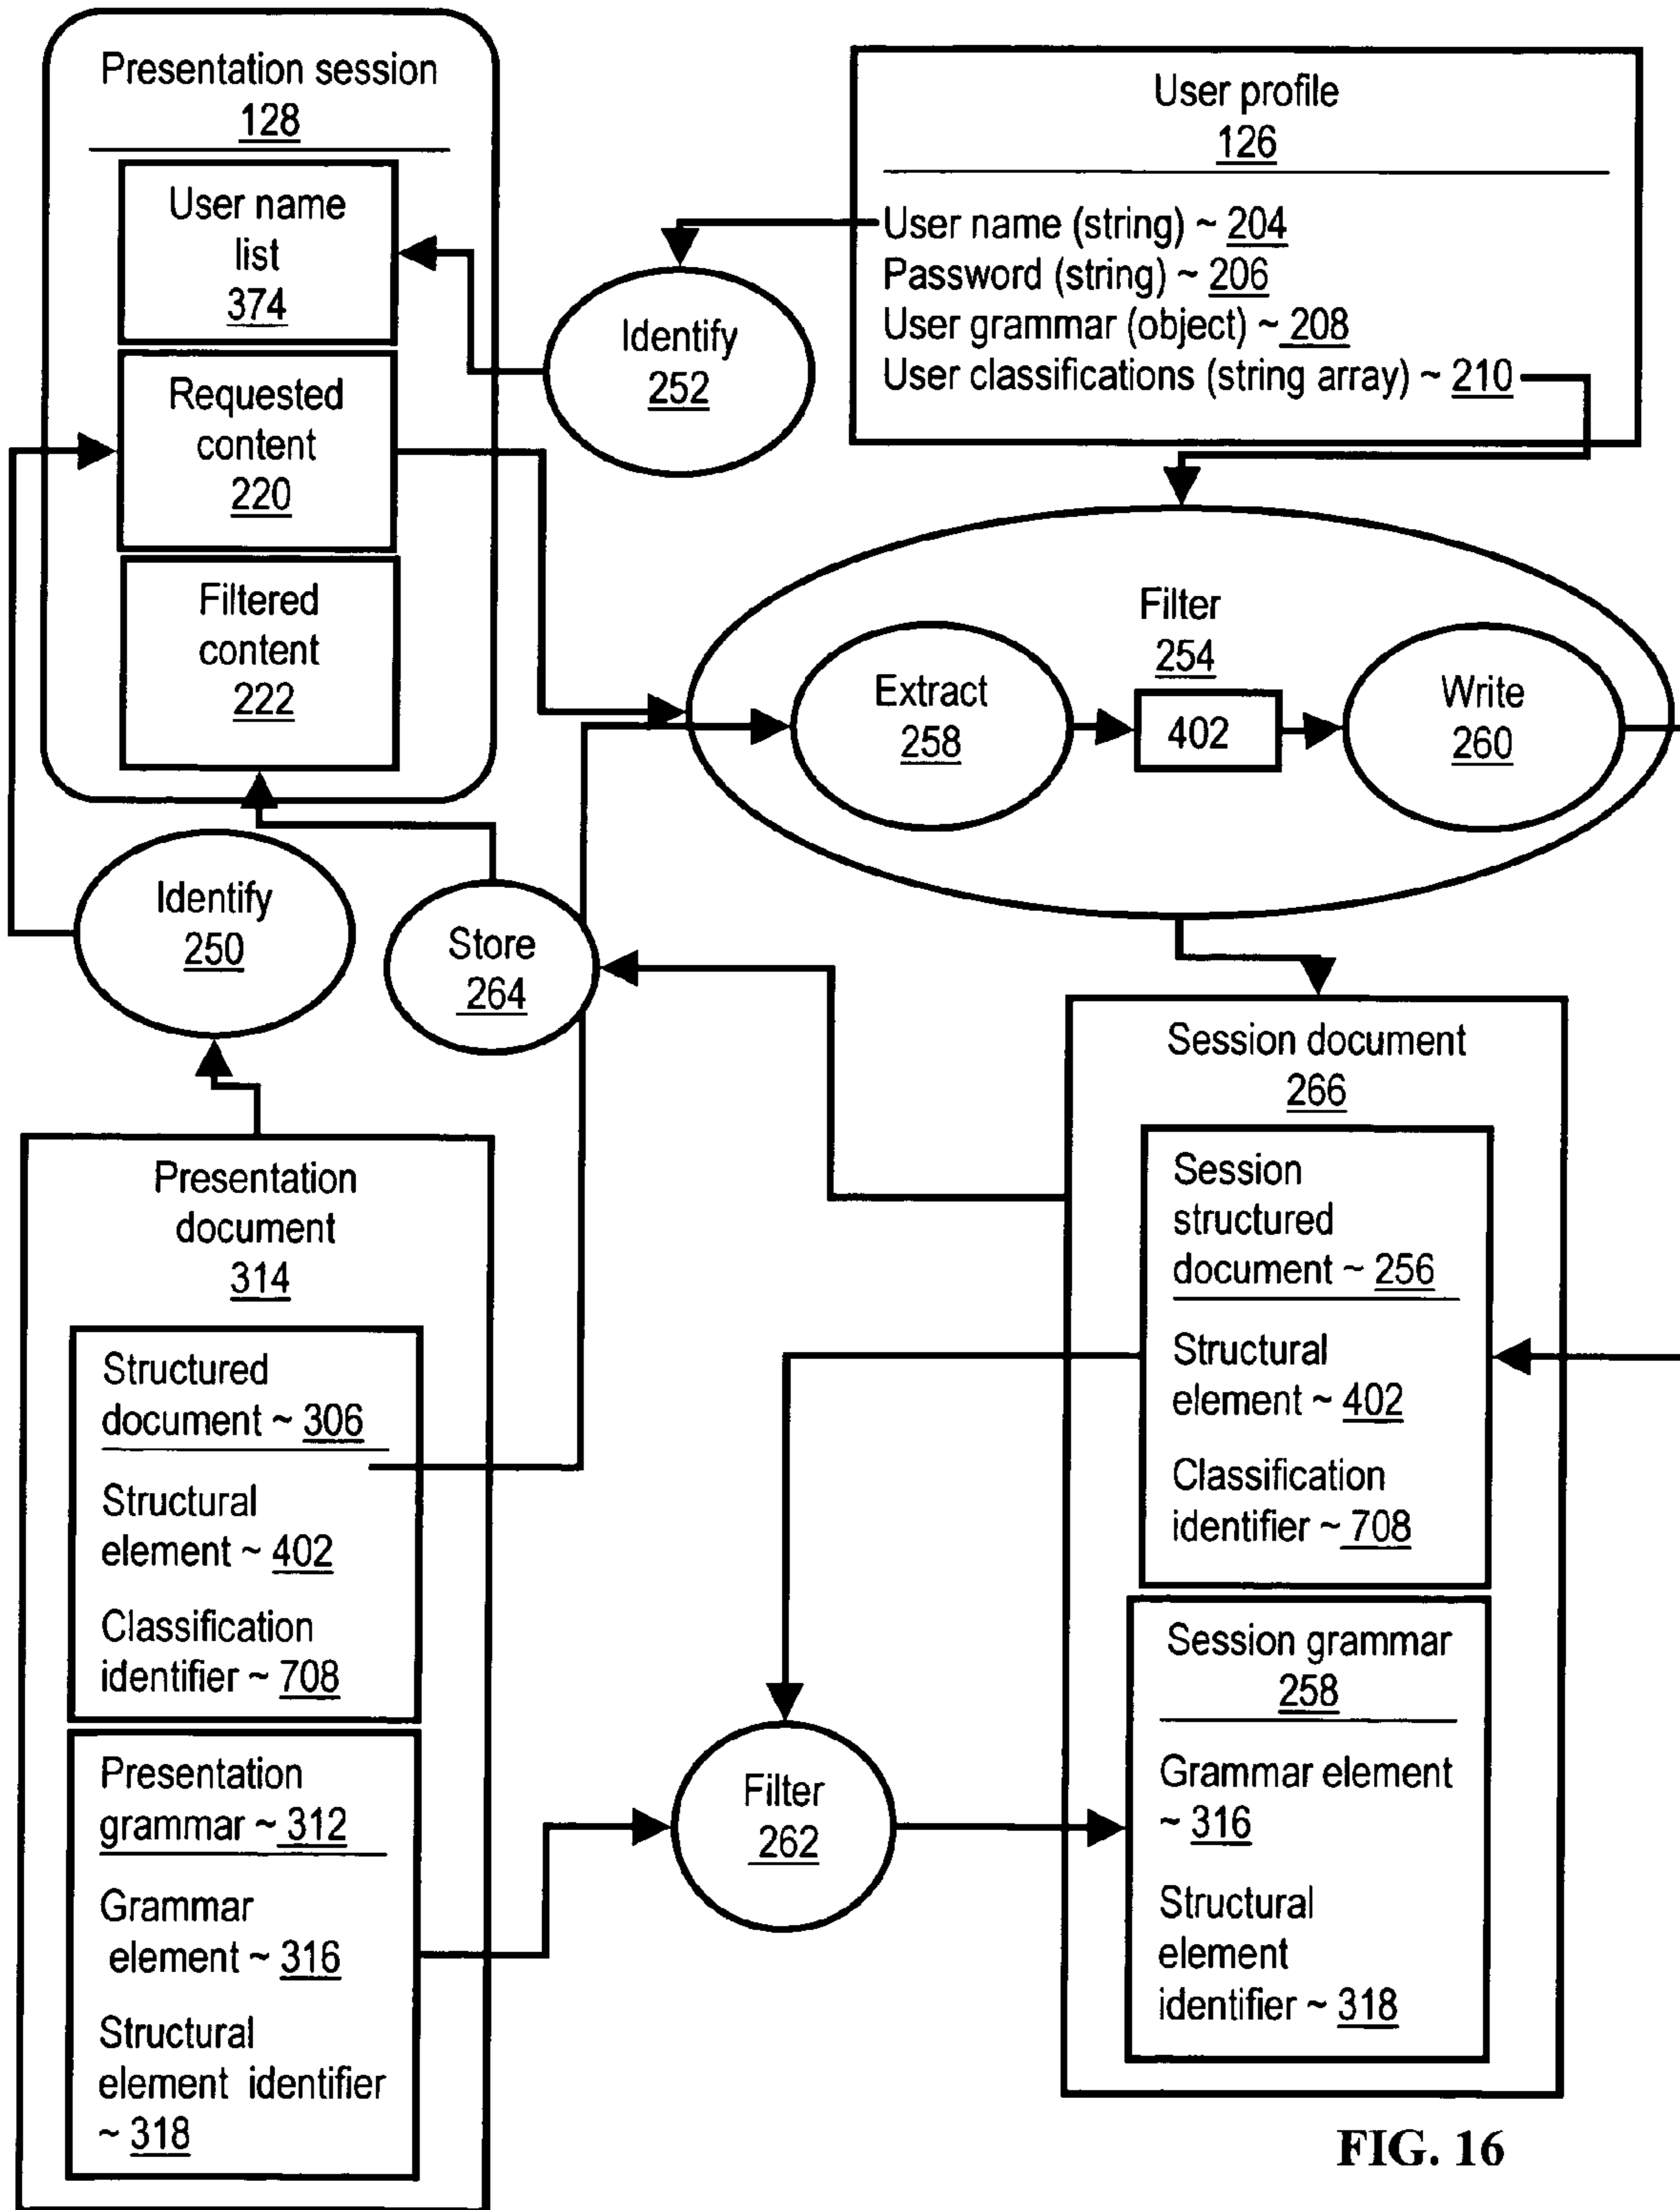 Presentation session
128
User name
list
374
Requested
content
220
Filtered
content
222
User profile
126
User name (string) ~ 204
Password (string) ~ 206
User grammar (object) ~ 208
User classifications (string array) ~ 210
Identify
252
Filter
254
Extract
258
402
Write
260
Identify
250
Store
264
Presentation
document
314
Structured
document ~ 306
Structural
element ~ 402
Classification
identifier ~ 708
Presentation
grammar ~ 312
Grammar
element ~ 316
Structural
element identifier
~ 318
Filter
262
Session document
266
Session
structured
document ~ 256
Structural
element ~ 402
Classification
identifier ~ 708
Session grammar
258
Grammar element
~ 316
Structural
element
identifier ~ 318
FIG. 16